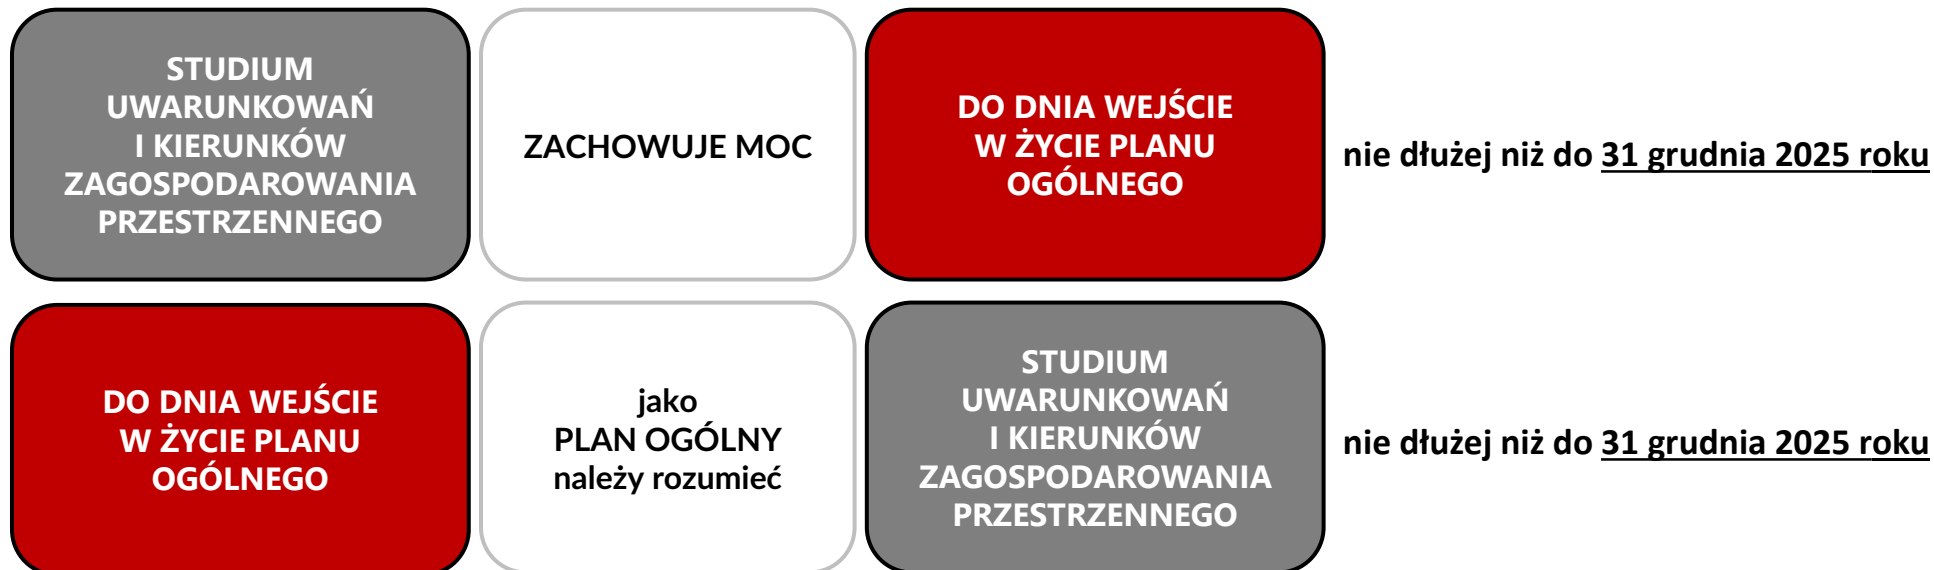 STUDIUM
UWARUNKOWAŃ
I KIERUNKÓW
ZAGOSPODAROWANIA
PRZESTRZENNEGO
ZACHOWUJE MOC
DO DNIA WEJŚCIE
W ŻYCIE PLANU
OGÓLNEGO
nie dłużej niż do 31 grudnia 2025 roku
DO DNIA WEJŚCIE
W ŻYCIE PLANU
OGÓLNEGO
jako
PLAN OGÓLNY
należy rozumieć
STUDIUM
UWARUNKOWAŃ
I KIERUNKÓW
ZAGOSPODAROWANIA
PRZESTRZENNEGO
nie dłużej niż do 31 grudnia 2025 roku